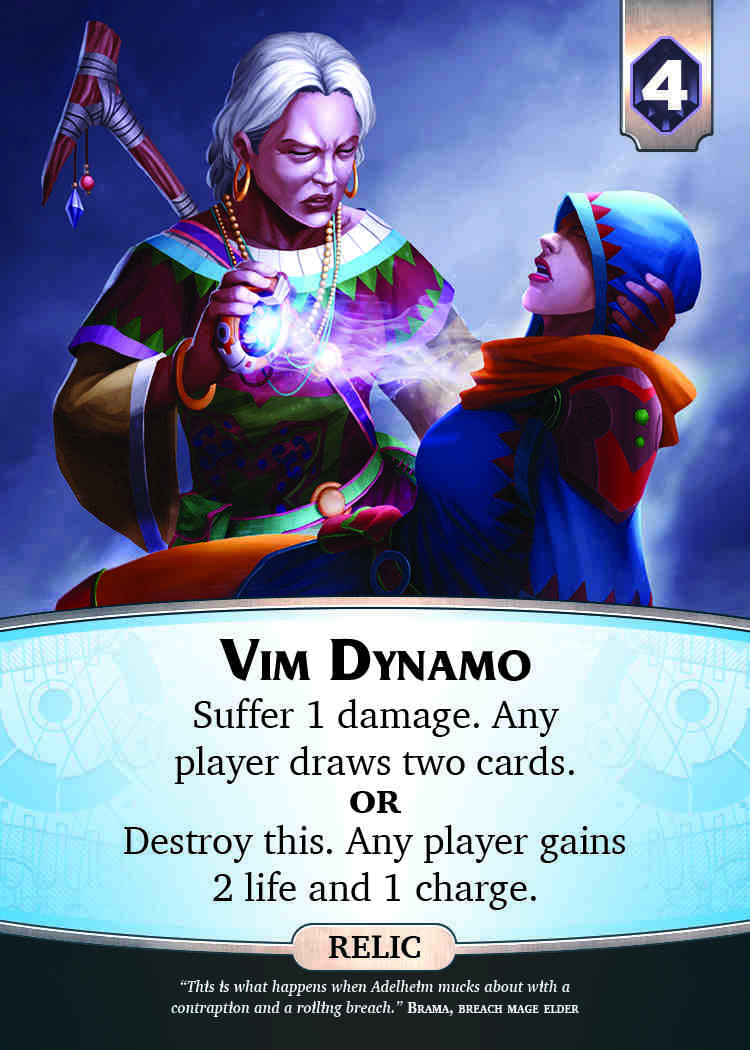 4
Vim Dynamo
Suffer 1 damage. Any
player draws two cards.
OR
Destroy this. Any player gains
2 life and 1 charge.
RELIC
“This is what happens when Adelheim mucks about with a
contraption and a roiling breach.” Brama, breach mage elder